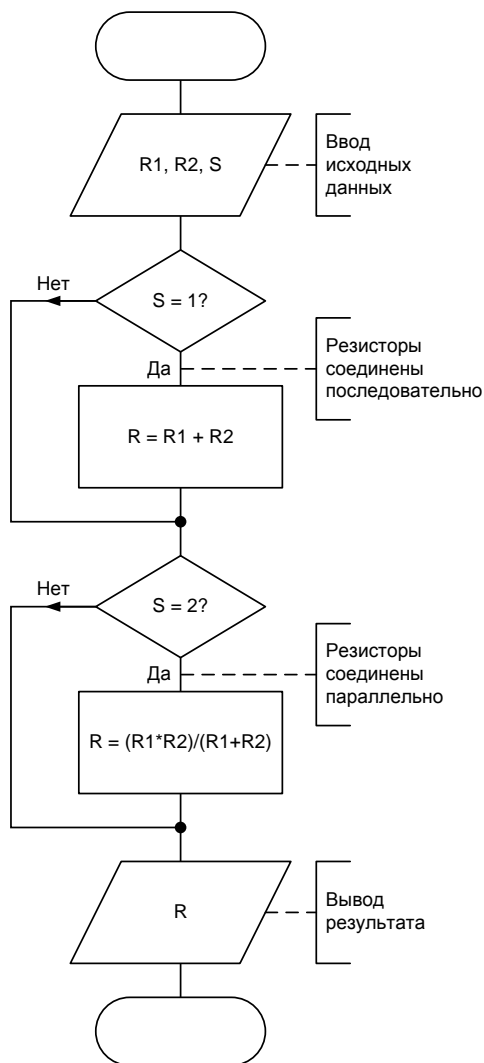 R1, R2, S
Ввод
исходных
данных
Нет
S = 1?
Да
Резисторы
соединены
последовательно
R = R1 + R2
Нет
S = 2?
Да
Резисторы
соединены
параллельно
R = (R1*R2)/(R1+R2)
R
Вывод
результата